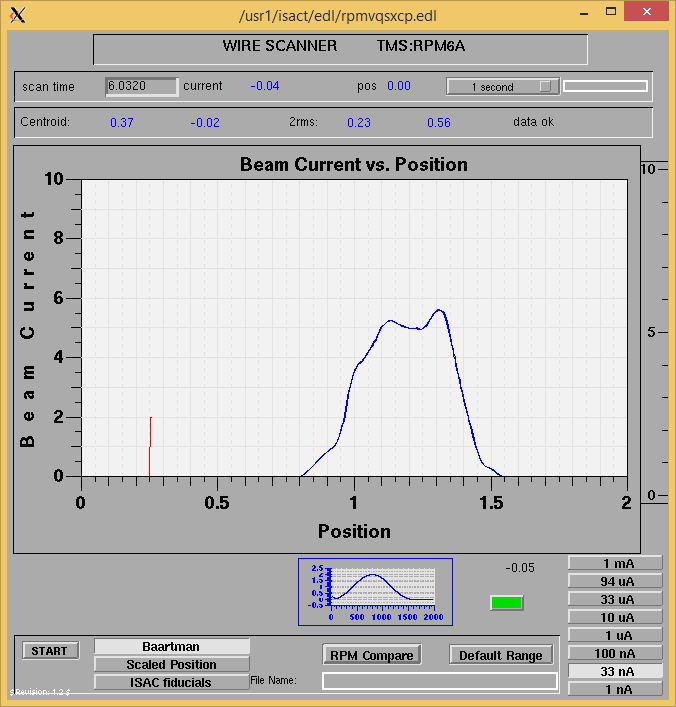 /usr1/isact/edl/rpmvqsxcp.edl
WIRE SCANNER TMS:RPM6A
scan time 6.0320 current -0.04 pos 0.00 1 second
Centroid: 0.37 -0.02 2rms: 0.23 0.56 data ok
Beam Current vs. Position
10
8
6
4
2
0
Beam Current
0 0.5 1 1.5 2
Position
10
5
0
2.5
2
1.5
1
0.5
0
-0.5
0 500 1000 1500 2000
-0.05
1 mA
94 uA
33 uA
10 uA
1 uA
100 nA
33 nA
1 nA
START
Baartman
Scaled Position
ISAC fiducials
RPM Compare
Default Range
File Name:
$Revision: 1.2 $